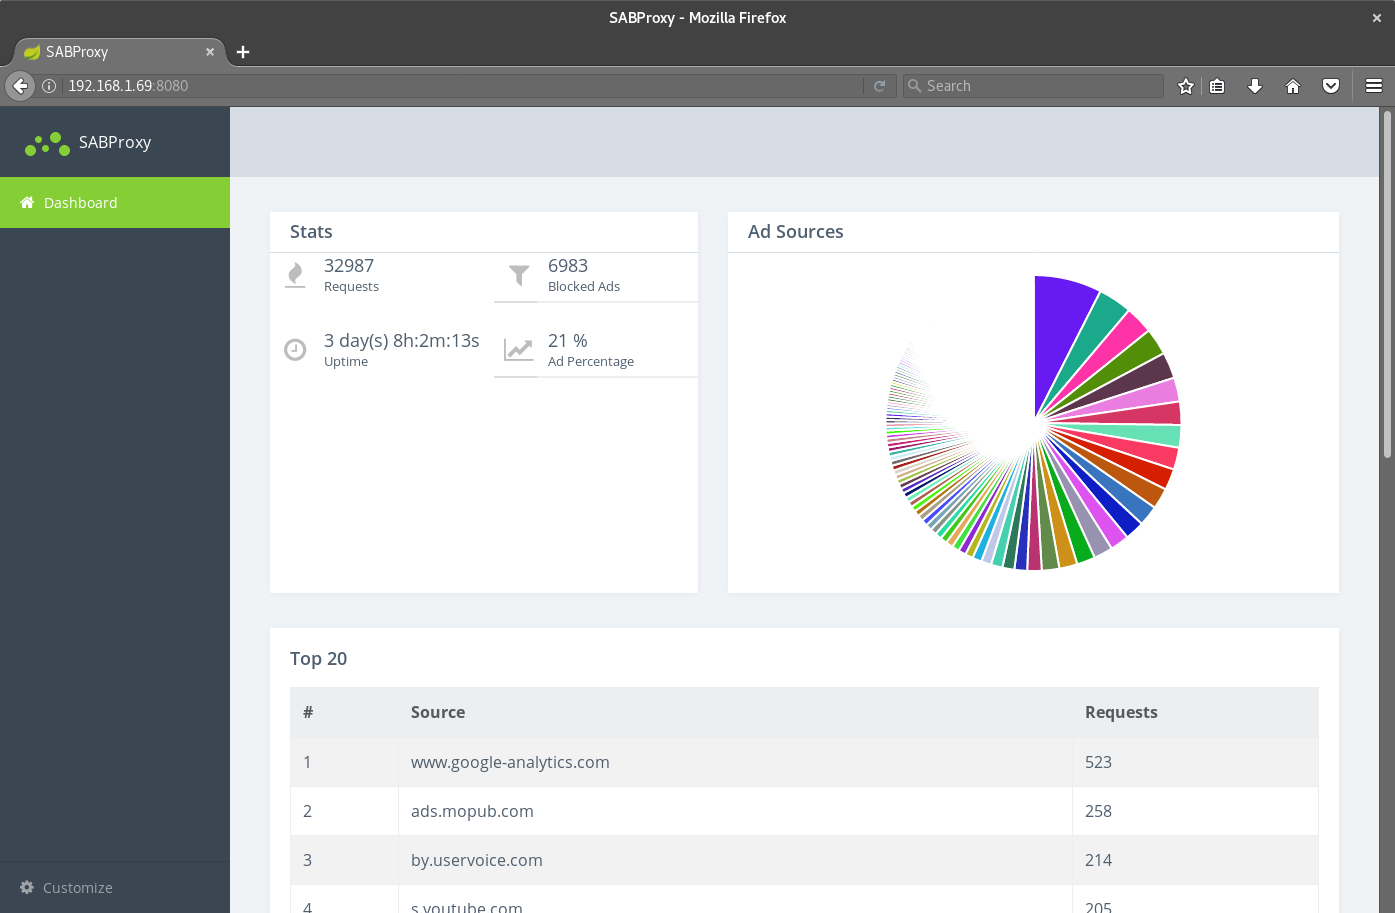 SABProxy - Mozilla Firefox
SABProxy
192.168.1.69:8080
Search
SABProxy
Dashboard
Stats
32987
Requests
6983
Blocked Ads
3 day(s) 8h:2m:13s
Uptime
21 %
Ad Percentage
Ad Sources
Top 20
# Source Requests
1 www.google-analytics.com 523
2 ads.mopub.com 258
3 by.uservoice.com 214
4 s.youtube.com 205
Customize